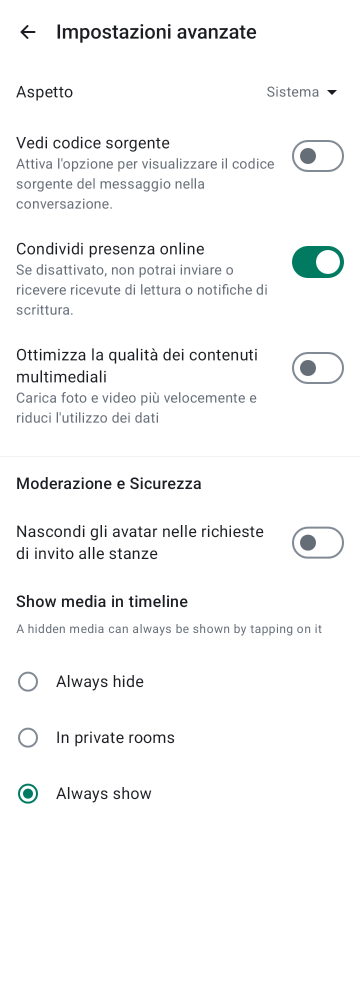 Impostazioni avanzate
Aspetto
Sistema
Vedi codice sorgente
Attiva l'opzione per visualizzare il codice
sorgente del messaggio nella
conversazione.
Condividi presenza online
Se disattivato, non potrai inviare o
ricevere ricevute di lettura o notifiche di
scrittura.
Ottimizza la qualità dei contenuti
multimediali
Carica foto e video più velocemente e
riduci l'utilizzo dei dati
Moderazione e Sicurezza
Nascondi gli avatar nelle richieste
di invito alle stanze
Show media in timeline
A hidden media can always be shown by tapping on it
Always hide
In private rooms
Always show